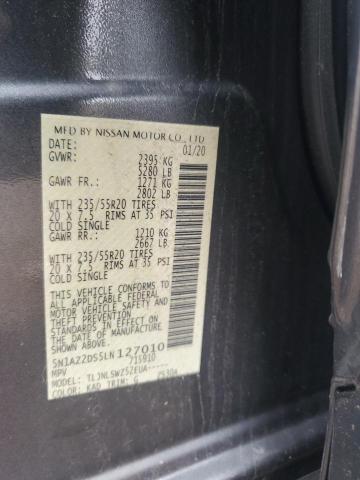 MFD BY NISSAN MOTOR CO., LTD
DATE: 01/20
GVWR: 2395 KG
5280 LB
GAWR FR.: 1271 KG
2802 LB
WITH 235/55R20 TIRES
20 X 7.5 RIMS AT 35 PSI
COLD SINGLE
GAWR RR.: 1210 KG
2667 LB
WITH 235/55R20 TIRES
20 X 7.5 RIMS AT 35 PSI
COLD SINGLE
THIS VEHICLE CONFORMS TO
ALL APPLICABLE FEDERAL
MOTOR VEHICLE SAFETY
THEFT PREVENTION
STANDARDS IN EFFECT ON
THE DATE OF MANUFACTURE
SHOWN ABOVE.
5N1AZ2DS5LN127010
MPV 715910
MODEL: TLJNLSWZ5ZEUA-----
COLOR: KAD TRIM: G 25304